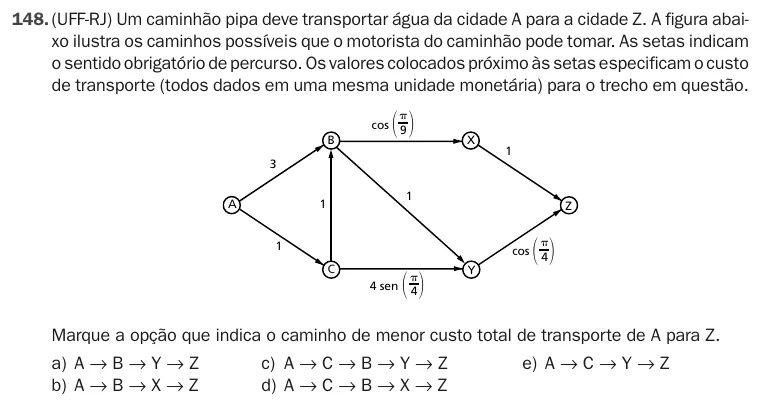 148. (UFF-RJ) Um caminhão pipa deve transportar água da cidade A para a cidade Z. A figura abai-
xo ilustra os caminhos possíveis que o motorista do caminhão pode tomar. As setas indicam
o sentido obrigatório de percurso. Os valores colocados próximo às setas especificam o custo
de transporte (todos dados em uma mesma unidade monetária) para o trecho em questão.
cos (π/9)
B X
3 1
A 1 1 Z
1 cos (π/4)
C Y
4 sen (π/4)
Marque a opção que indica o caminho de menor custo total de transporte de A para Z.
a) A → B → Y → Z c) A → C → B → Y → Z e) A → C → Y → Z
b) A → B → X → Z d) A → C → B → X → Z